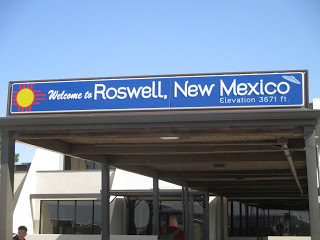 Welcome to Roswell, New Mexico
Elevation 3671 ft.